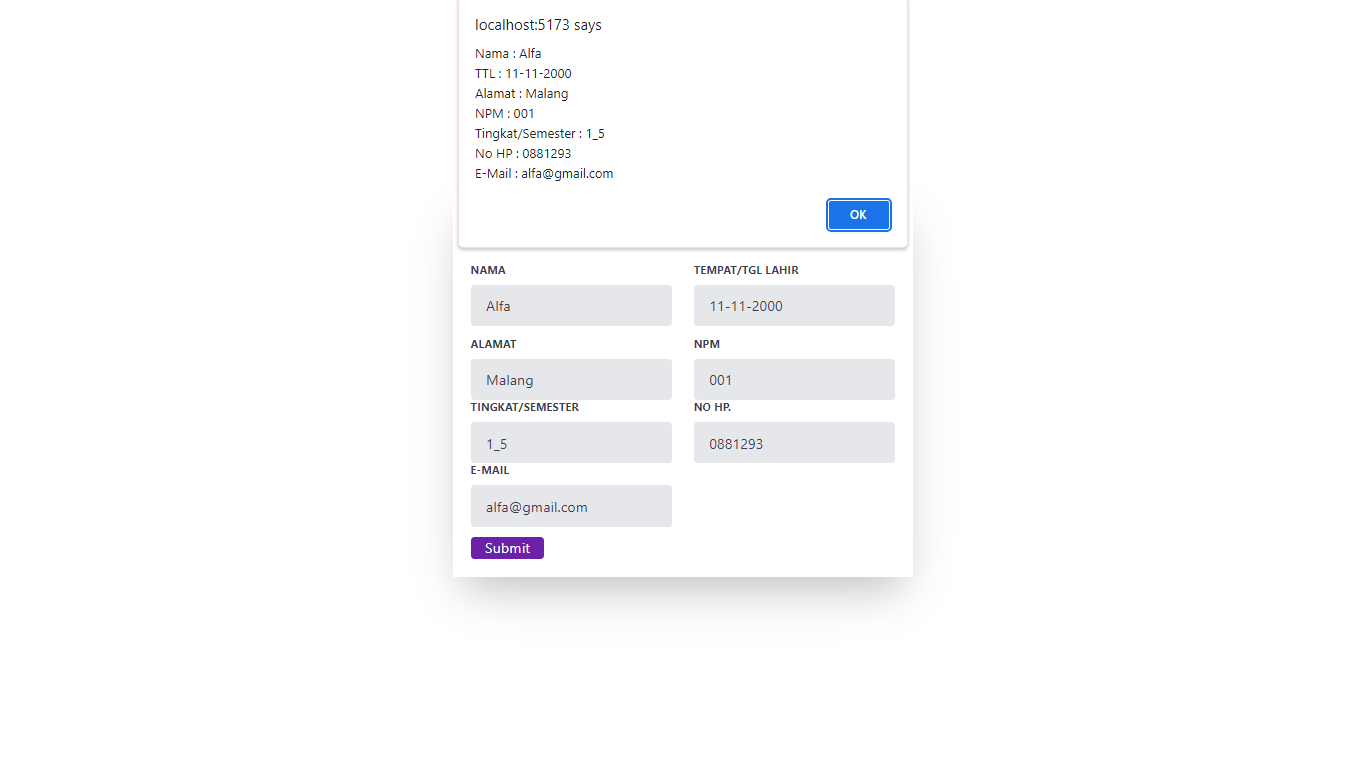 localhost:5173 says
Nama : Alfa
TTL : 11-11-2000
Alamat : Malang
NPM : 001
Tingkat/Semester : 1_5
No HP : 0881293
E-Mail : alfa@gmail.com
OK
NAMA TEMPAT/TGL LAHIR
Alfa 11-11-2000
ALAMAT NPM
Malang 001
TINGKAT/SEMESTER NO HP.
1_5 0881293
E-MAIL
alfa@gmail.com
Submit